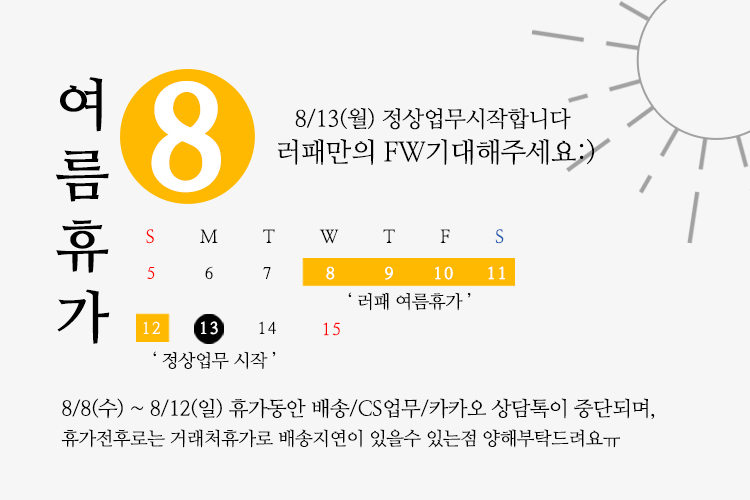 여름휴가
8
8/13(월) 정상업무시작합니다
러패만의 FW기대해주세요:)
S M T W T F S
5 6 7 8 9 10 11
‘ 러패 여름휴가 ’
12 13 14 15
‘ 정상업무 시작 ’
8/8(수) ~ 8/12(일) 휴가동안 배송/CS업무/카카오 상담톡이 중단되며,
휴가전후로는 거래처휴가로 배송지연이 있을수 있는점 양해부탁드려요ㅠ